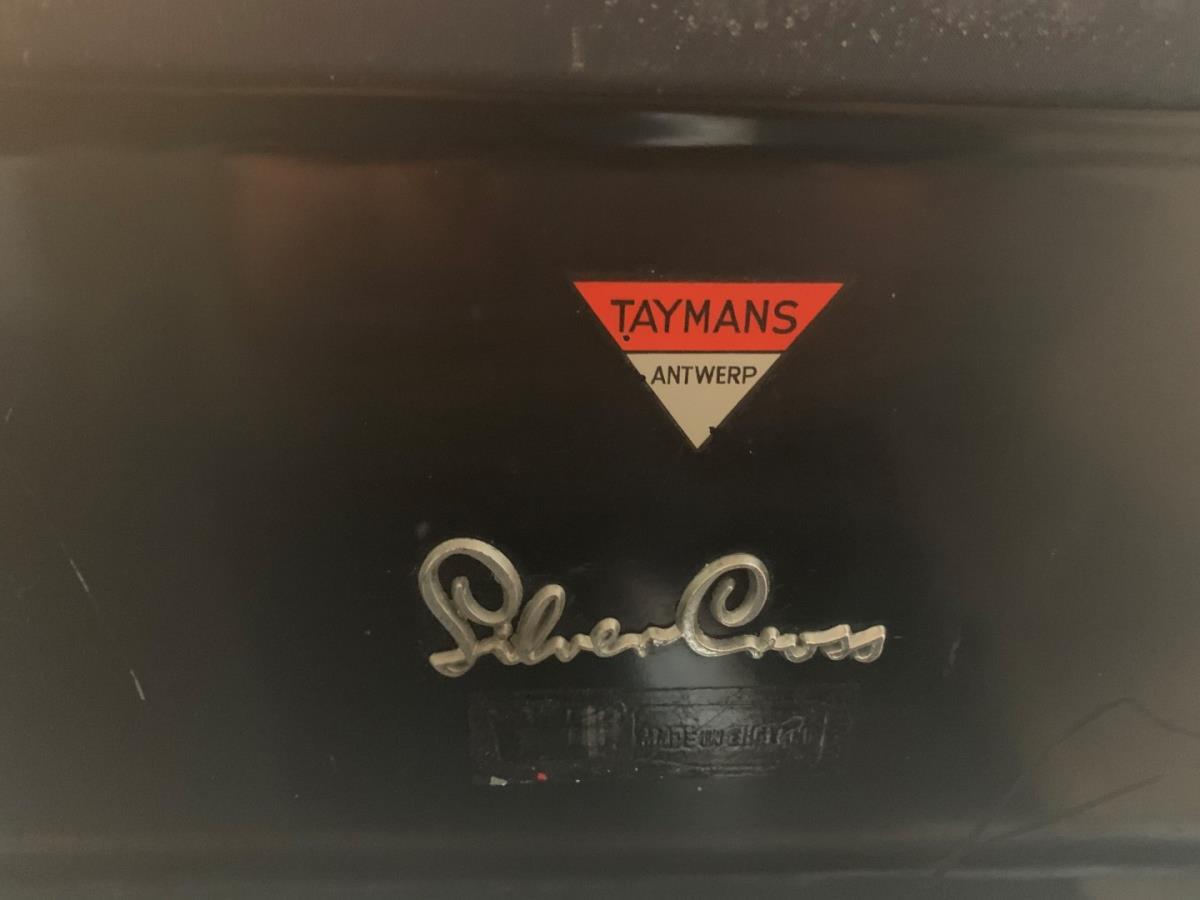 TAYMANS
ANTWERP
Silver Cross
MADE IN ENGLAND